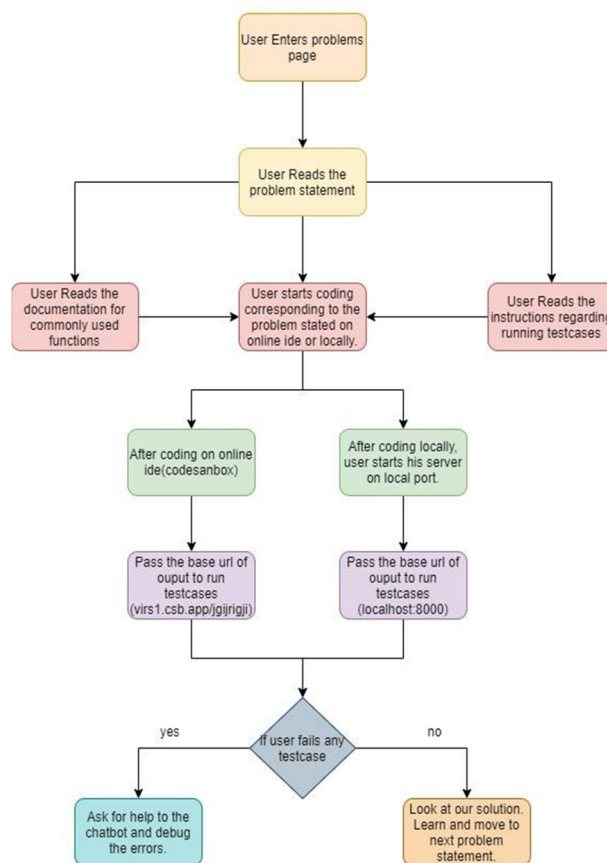 User Enters problems
page
User Reads the
problem statement
User Reads the
documentation for
commonly used
functions
User starts coding
corresponding to the
problem stated on
online ide or locally.
User Reads the
instructions regarding
running testcases
After coding on online
ide(codesanbox)
After coding locally,
user starts his server
on local port.
Pass the base url of
ouput to run
testcases
(virs1.csb.app/jgijrigji)
Pass the base url of
ouput to run
testcases
(localhost:8000)
yes
If user fails any
testcase
no
Ask for help to the
chatbot and debug
the errors.
Look at our solution.
Learn and move to
next problem
statement.